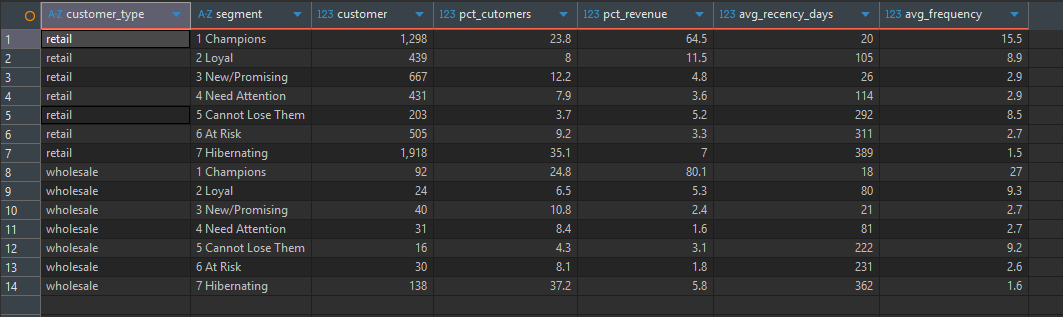 A-Z customer_type A-Z segment 123 customer 123 pct_cutomers 123 pct_revenue 123 avg_recency_days 123 avg_frequency
1 retail 1 Champions 1,298 23.8 64.5 20 15.5
2 retail 2 Loyal 439 8 11.5 105 8.9
3 retail 3 New/Promising 667 12.2 4.8 26 2.9
4 retail 4 Need Attention 431 7.9 3.6 114 2.9
5 retail 5 Cannot Lose Them 203 3.7 5.2 292 8.5
6 retail 6 At Risk 505 9.2 3.3 311 2.7
7 retail 7 Hibernating 1,918 35.1 7 389 1.5
8 wholesale 1 Champions 92 24.8 80.1 18 27
9 wholesale 2 Loyal 24 6.5 5.3 80 9.3
10 wholesale 3 New/Promising 40 10.8 2.4 21 2.7
11 wholesale 4 Need Attention 31 8.4 1.6 81 2.7
12 wholesale 5 Cannot Lose Them 16 4.3 3.1 222 9.2
13 wholesale 6 At Risk 30 8.1 1.8 231 2.6
14 wholesale 7 Hibernating 138 37.2 5.8 362 1.6